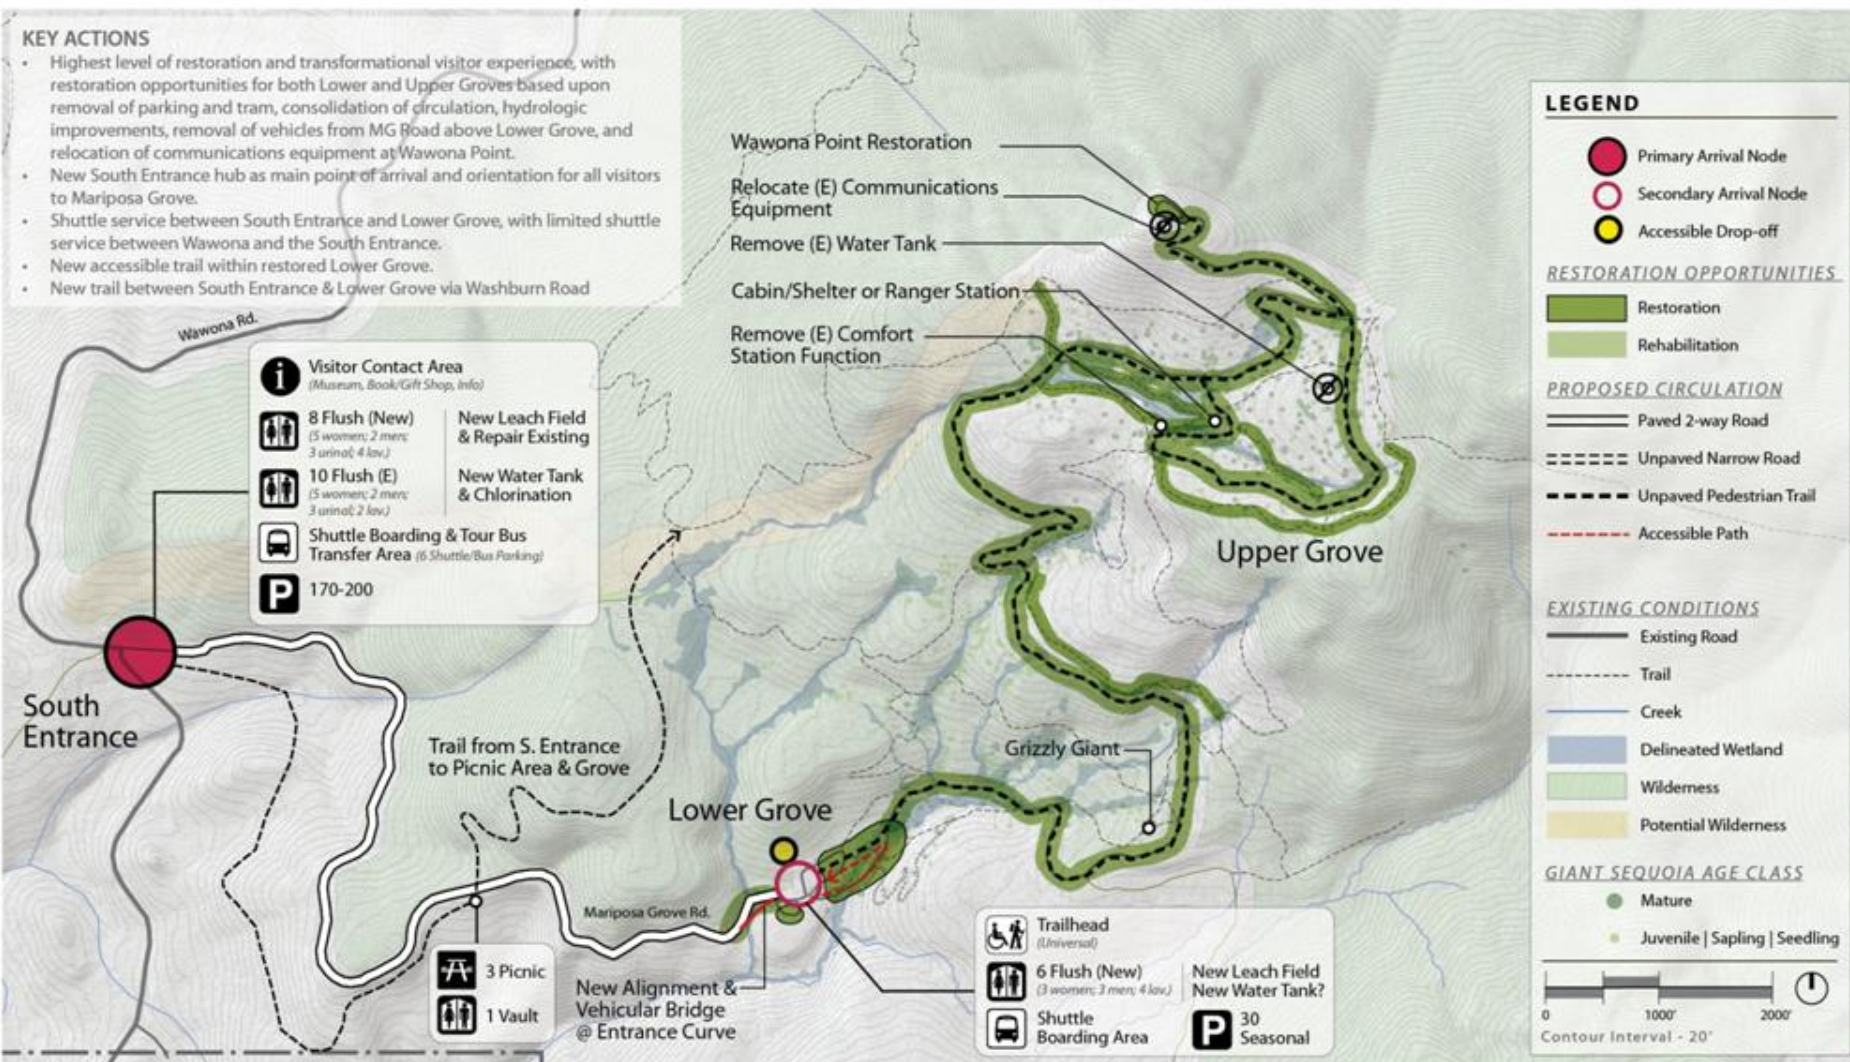 KEY ACTIONS
• Highest level of restoration and transformational visitor experience, with
restoration opportunities for both Lower and Upper Groves based upon
removal of parking and tram, consolidation of circulation, hydrologic
improvements, removal of vehicles from MG Road above Lower Grove, and
relocation of communications equipment at Wawona Point.
• New South Entrance hub as main point of arrival and orientation for all visitors
to Mariposa Grove.
• Shuttle service between South Entrance and Lower Grove, with limited shuttle
service between Wawona and the South Entrance.
• New accessible trail within restored Lower Grove.
• New trail between South Entrance & Lower Grove via Washburn Road
Wawona Rd.
Visitor Contact Area
(Museum, Book/Gift Shop, Info)
8 Flush (New)
(5 women; 2 men;
3 urinal; 4 lav.)
New Leach Field
& Repair Existing
10 Flush (E)
(5 women; 2 men;
3 urinal; 2 lav.)
New Water Tank
& Chlorination
Shuttle Boarding & Tour Bus
Transfer Area (6 Shuttle/Bus Parking)
P 170-200
South
Entrance
Wawona Point Restoration
Relocate (E) Communications
Equipment
Remove (E) Water Tank
Cabin/Shelter or Ranger Station
Remove (E) Comfort
Station Function
Upper Grove
Trail from S. Entrance
to Picnic Area & Grove
Grizzly Giant
Lower Grove
Mariposa Grove Rd.
3 Picnic
1 Vault
New Alignment &
Vehicular Bridge
@ Entrance Curve
Trailhead
(Universal)
6 Flush (New)
(3 women; 3 men; 4 lav.)
New Leach Field
New Water Tank?
Shuttle
Boarding Area
P 30
Seasonal
LEGEND
Primary Arrival Node
Secondary Arrival Node
Accessible Drop-off
RESTORATION OPPORTUNITIES
Restoration
Rehabilitation
PROPOSED CIRCULATION
Paved 2-way Road
Unpaved Narrow Road
Unpaved Pedestrian Trail
Accessible Path
EXISTING CONDITIONS
Existing Road
Trail
Creek
Delineated Wetland
Wilderness
Potential Wilderness
GIANT SEQUOIA AGE CLASS
Mature
Juvenile | Sapling | Seedling
0 1000' 2000'
Contour Interval - 20'